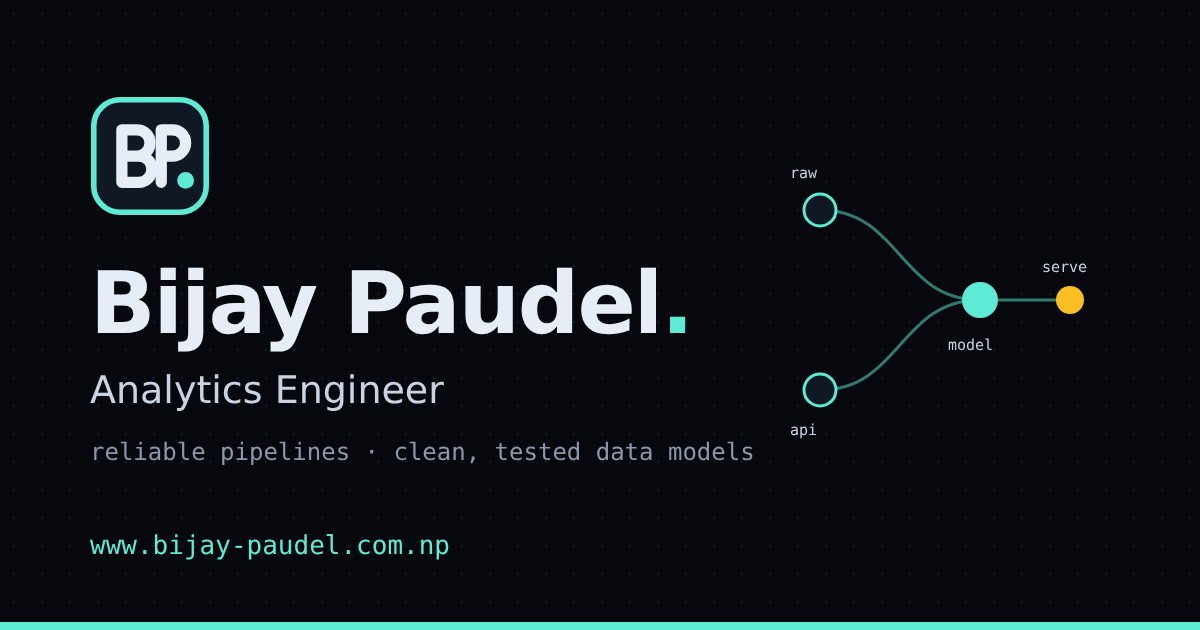 BP.
Bijay Paudel.
Analytics Engineer
reliable pipelines · clean, tested data models
www.bijay-paudel.com.np
raw
serve
model
api